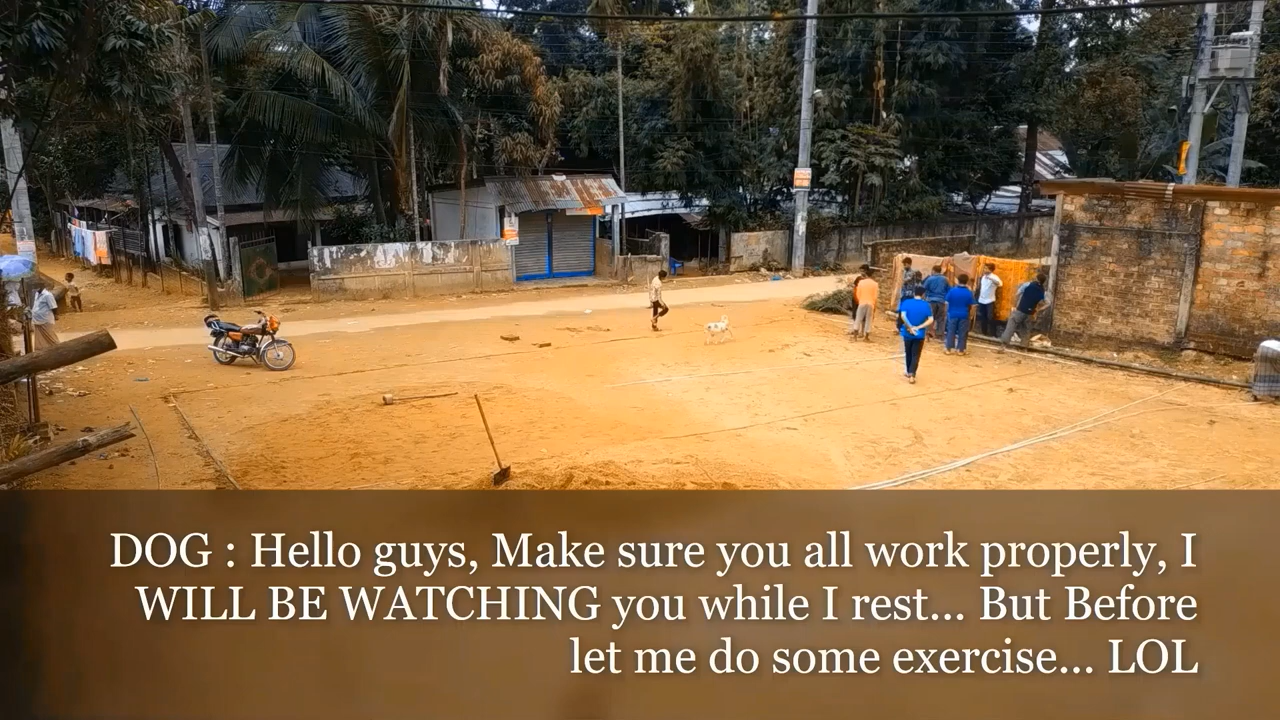 DOG : Hello guys, Make sure you all work properly, I
WILL BE WATCHING you while I rest... But Before
let me do some exercise... LOL